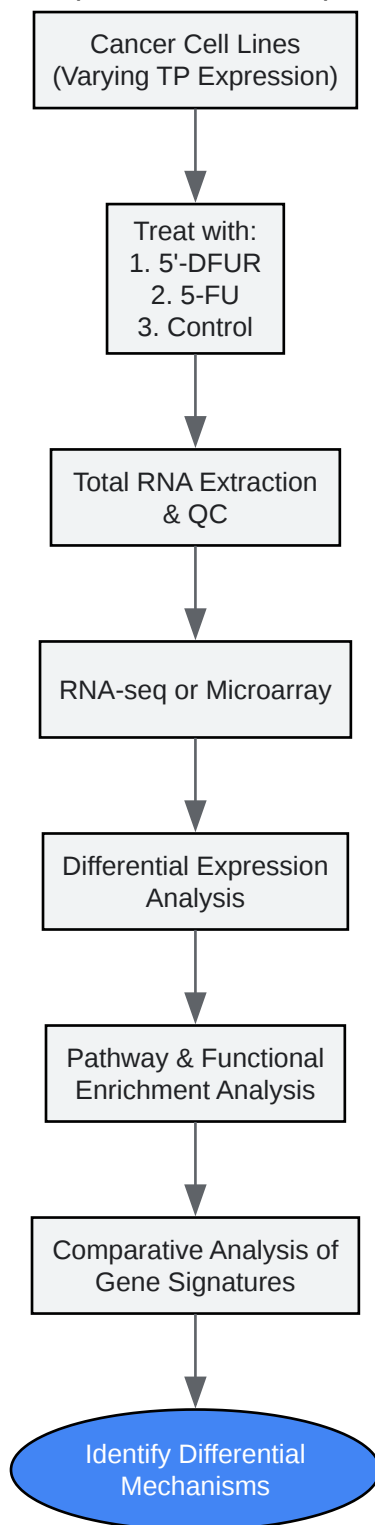 Cancer Cell Lines
(Varying TP Expression)
Treat with:
1. 5'-DFUR
2. 5-FU
3. Control
Total RNA Extraction
& QC
RNA-seq or Microarray
Differential Expression
Analysis
Pathway & Functional
Enrichment Analysis
Comparative Analysis of
Gene Signatures
Identify Differential
Mechanisms